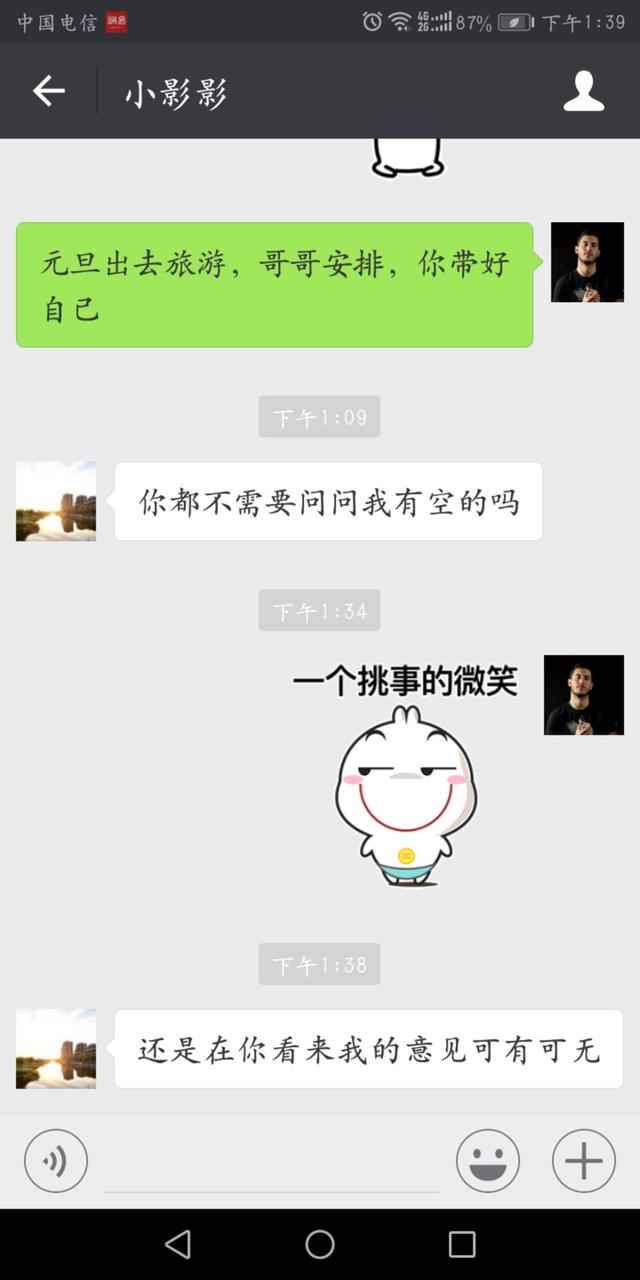 中国电信 網易 4G 2G 87% 下午1:39
小影影
元旦出去旅游，哥哥安排，你带好
自己
下午1:09
你都不需要问问我有空的吗
下午1:34
一个挑事的微笑
下午1:38
还是在你看来我的意见可有可无